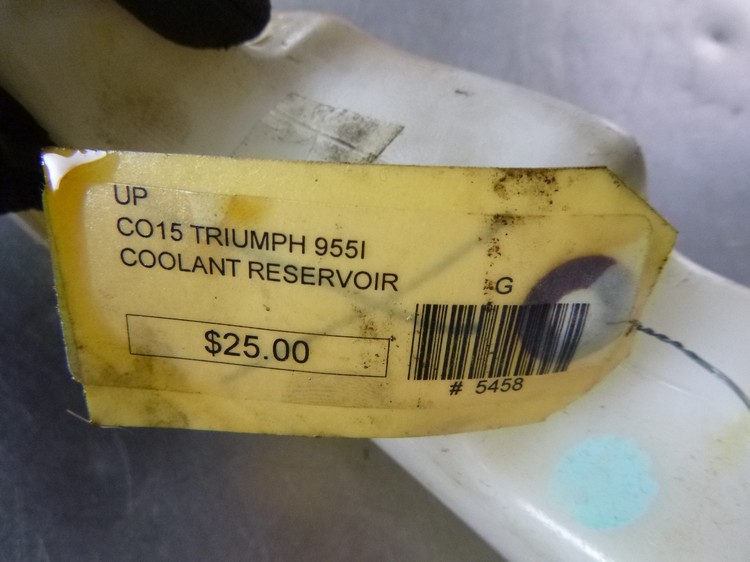 UP
CO15 TRIUMPH 955I
COOLANT RESERVOIR
G
$25.00
# 5458